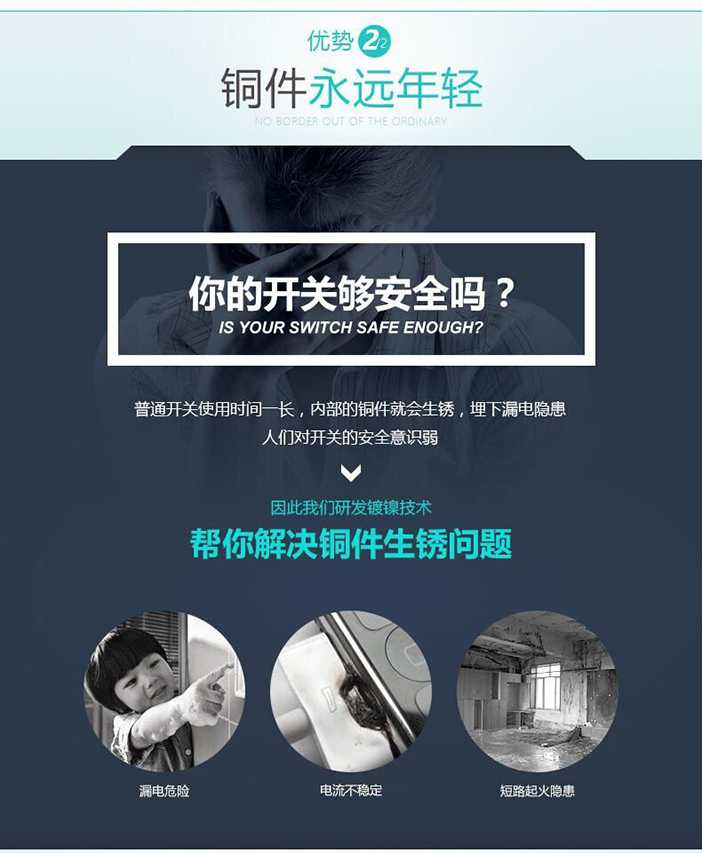 优势 2/2
铜件永远年轻
NO BORDER OUT OF THE ORDINARY
你的开关够安全吗？
IS YOUR SWITCH SAFE ENOUGH?
普通开关使用时间一长，内部的铜件就会生锈，埋下漏电隐患
人们对开关的安全意识弱
因此我们研发镀镍技术
帮你解决铜件生锈问题
漏电危险
电流不稳定
短路起火隐患